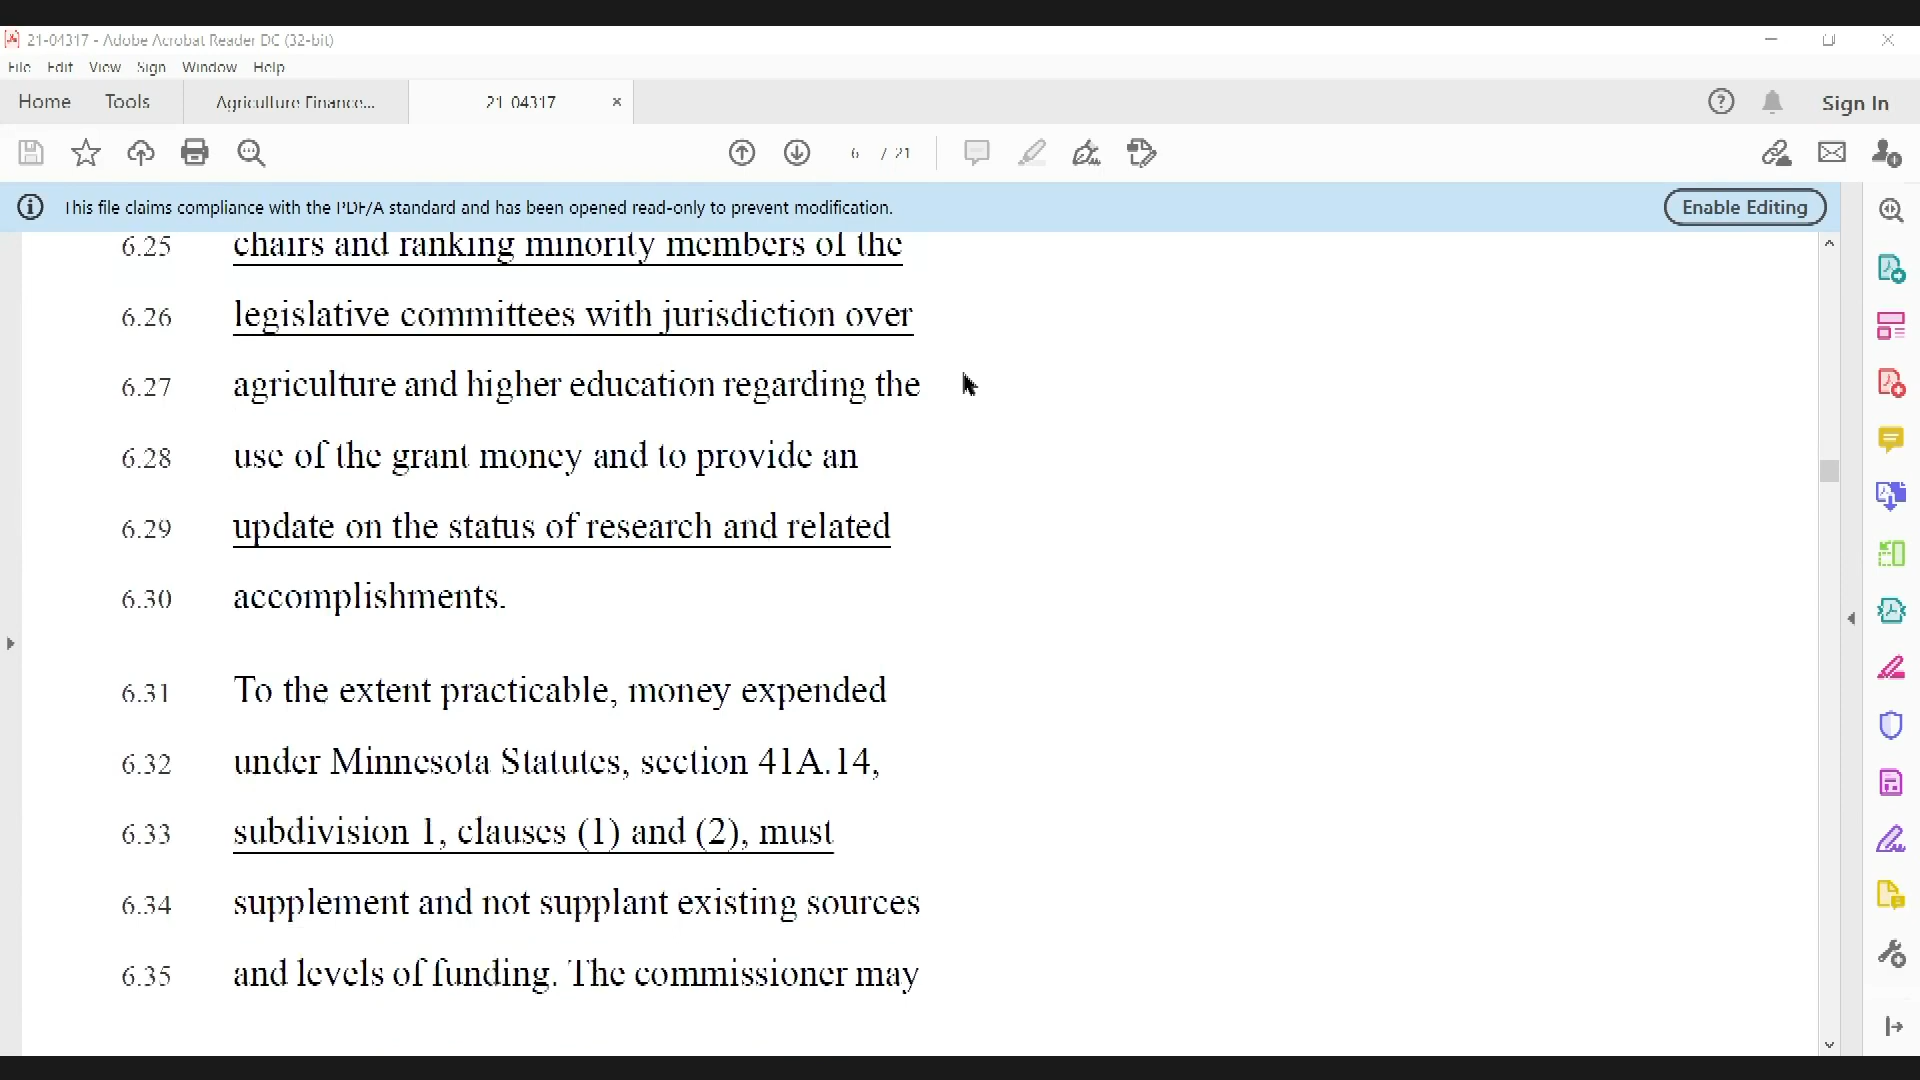 21-04317 - Adobe Acrobat Reader DC (32-bit)
File Edit View Sign Window Help
Home Tools Agriculture Finance... 21-04317 × Sign In
6 / 21
This file claims compliance with the PDF/A standard and has been opened read-only to prevent modification. Enable Editing
6.25 chairs and ranking minority members of the
6.26 legislative committees with jurisdiction over
6.27 agriculture and higher education regarding the
6.28 use of the grant money and to provide an
6.29 update on the status of research and related
6.30 accomplishments.
6.31 To the extent practicable, money expended
6.32 under Minnesota Statutes, section 41A.14,
6.33 subdivision 1, clauses (1) and (2), must
6.34 supplement and not supplant existing sources
6.35 and levels of funding. The commissioner may